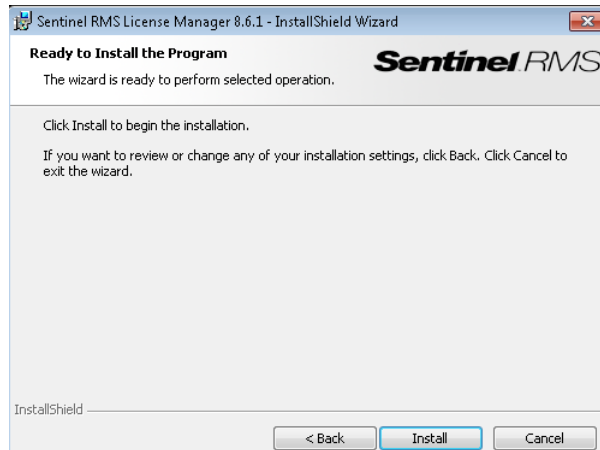 Sentinel RMS License Manager 8.6.1 - InstallShield Wizard
Ready to Install the Program
The wizard is ready to perform selected operation.
Sentinel RMS
Click Install to begin the installation.
If you want to review or change any of your installation settings, click Back. Click Cancel to
exit the wizard.
InstallShield
< Back
Install
Cancel